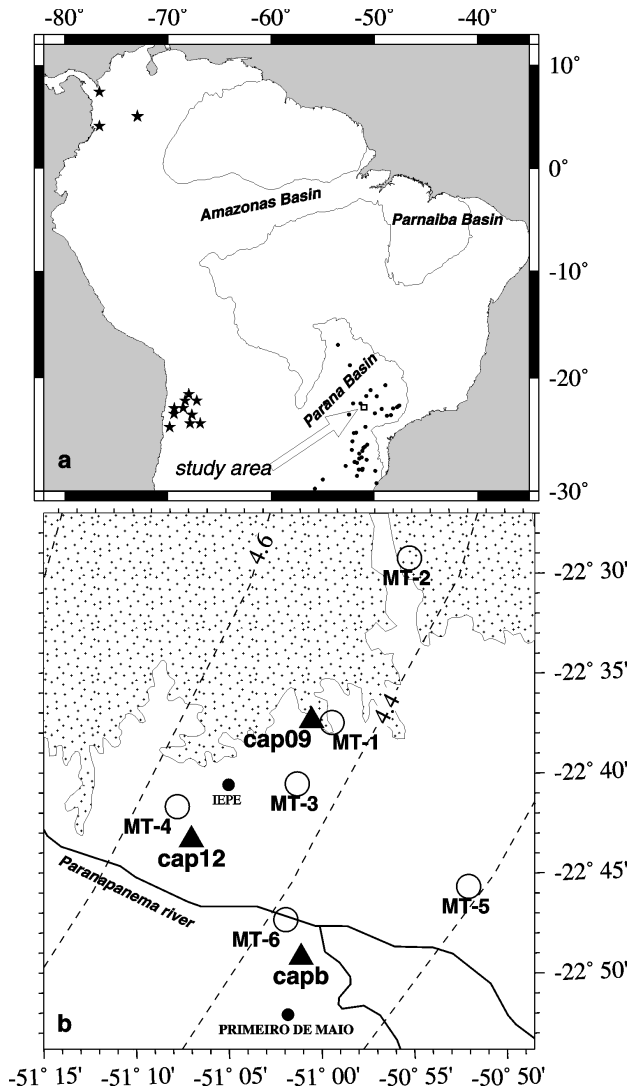 -80° -70° -60° -50° -40°
10°
0°
-10°
-20°
-30°
Amazonas Basin
Parnaiba Basin
Parana Basin
study area
a
4.6
MT-2
-22° 30'
-22° 35'
4.4
cap09
MT-1
-22° 40'
IEPE
MT-3
MT-4
cap12
-22° 45'
Paranapanema river
MT-5
MT-6
capb
-22° 50'
b
PRIMEIRO DE MAIO
-51° 15' -51° 10' -51° 05' -51° 00' -50° 55' -50° 50'